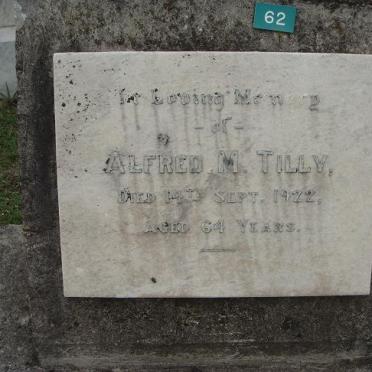 62
In Loving Memory
- of -
ALFRED M. TILLY,
DIED 14TH SEPT. 1922,
AGED 64 YEARS.